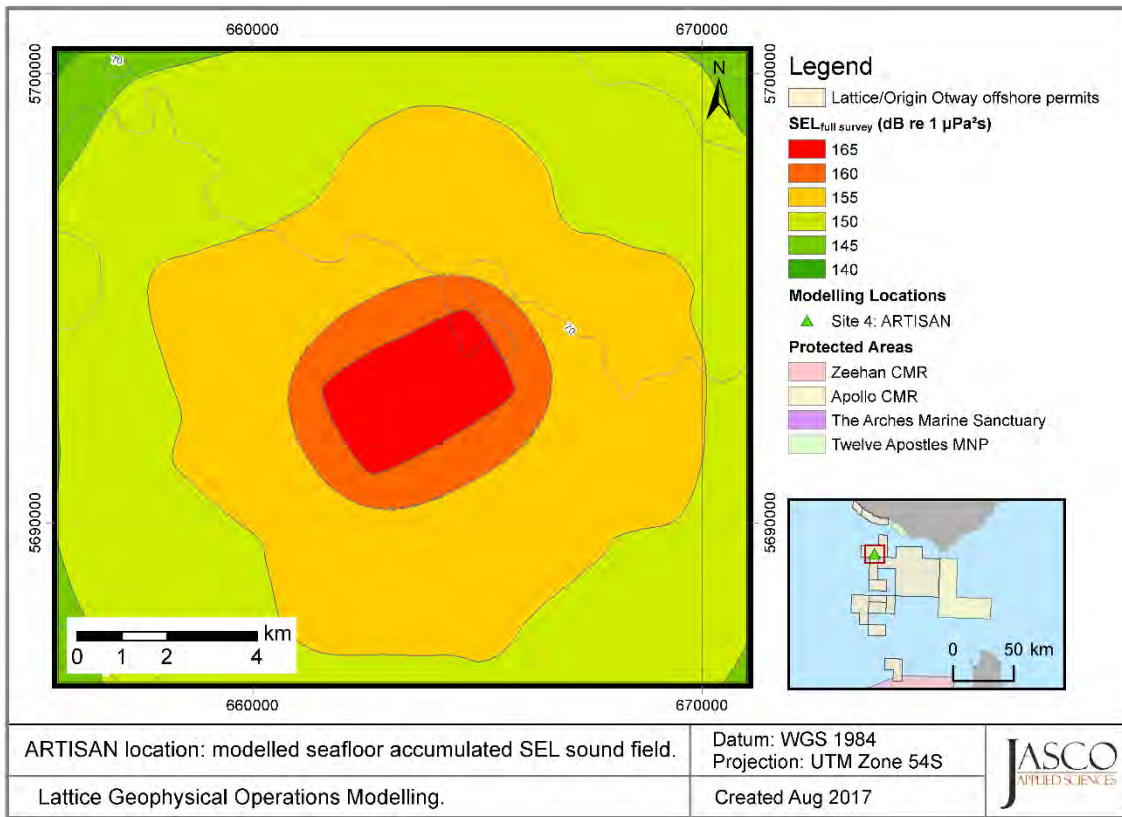 660000
670000
5700000
5700000
70
N
70
5690000
5690000
km
0 1 2 4
660000
670000
Legend
Lattice/Origin Otway offshore permits
SELfull survey (dB re 1 µPa²s)
165
160
155
150
145
140
Modelling Locations
Site 4: ARTISAN
Protected Areas
Zeehan CMR
Apollo CMR
The Arches Marine Sanctuary
Twelve Apostles MNP
0 50 km
ARTISAN location: modelled seafloor accumulated SEL sound field.
Lattice Geophysical Operations Modelling.
Datum: WGS 1984
Projection: UTM Zone 54S
Created Aug 2017
JASCO
APPLIED SCIENCES